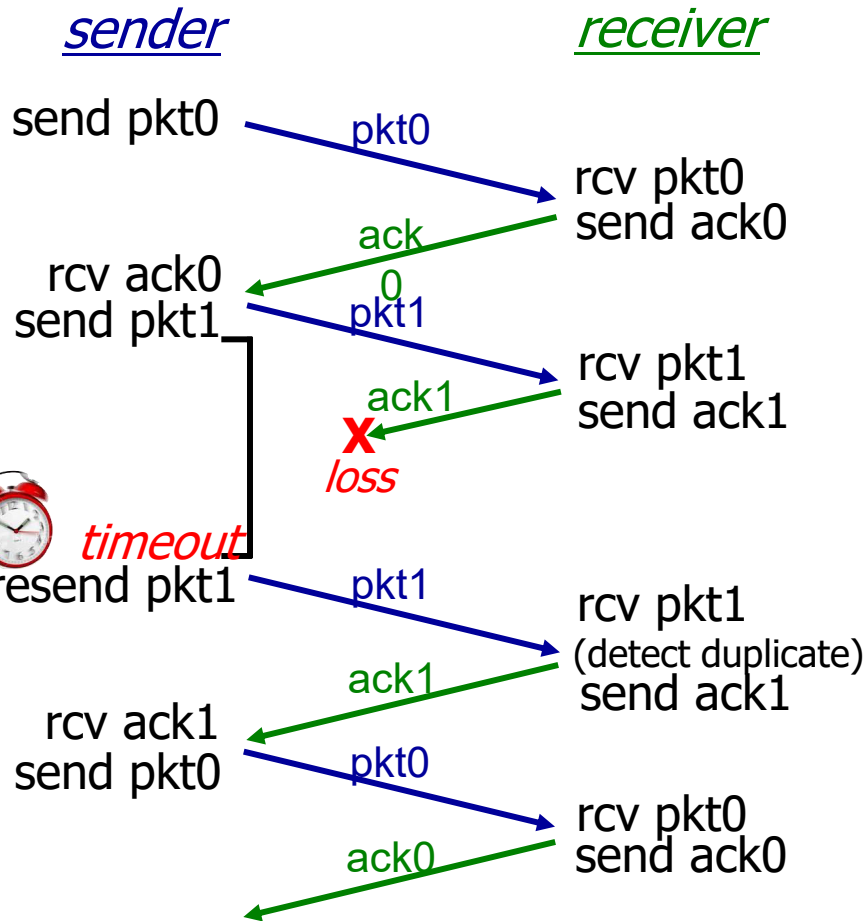 sender
receiver
send pkt0
pkt0
rcv pkt0
send ack0
ack
0
rcv ack0
send pkt1
pkt1
rcv pkt1
send ack1
ack1
X
loss
timeout
resend pkt1
pkt1
rcv pkt1
(detect duplicate)
send ack1
ack1
rcv ack1
send pkt0
pkt0
rcv pkt0
send ack0
ack0